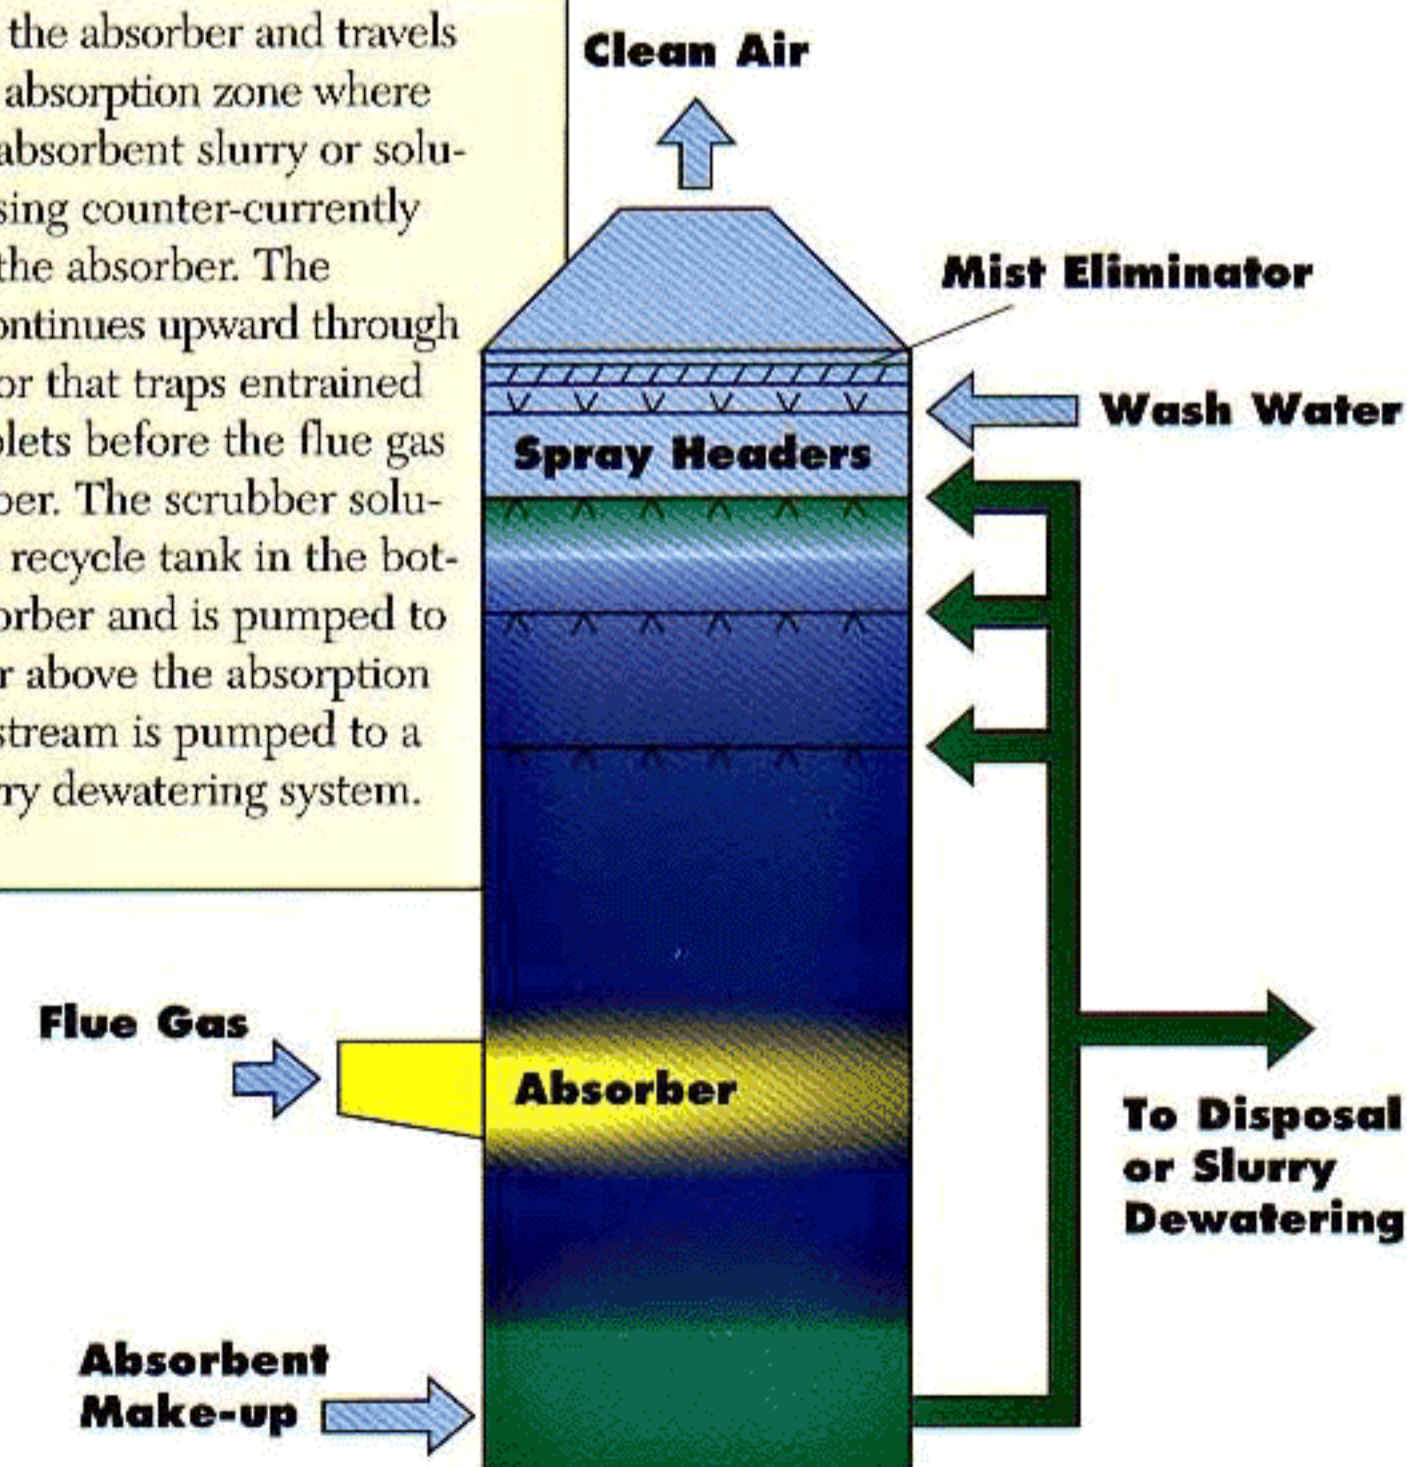 the absorber and travels
absorption zone where
absorbent slurry or solu-
sing counter-currently
the absorber. The
ontinues upward through
or that traps entrained
plets before the flue gas
ber. The scrubber solu-
recycle tank in the bot-
orber and is pumped to
r above the absorption
stream is pumped to a
rry dewatering system.
Clean Air
Mist Eliminator
Wash Water
Spray Headers
Flue Gas
Absorber
To Disposal
or Slurry
Dewatering
Absorbent
Make-up